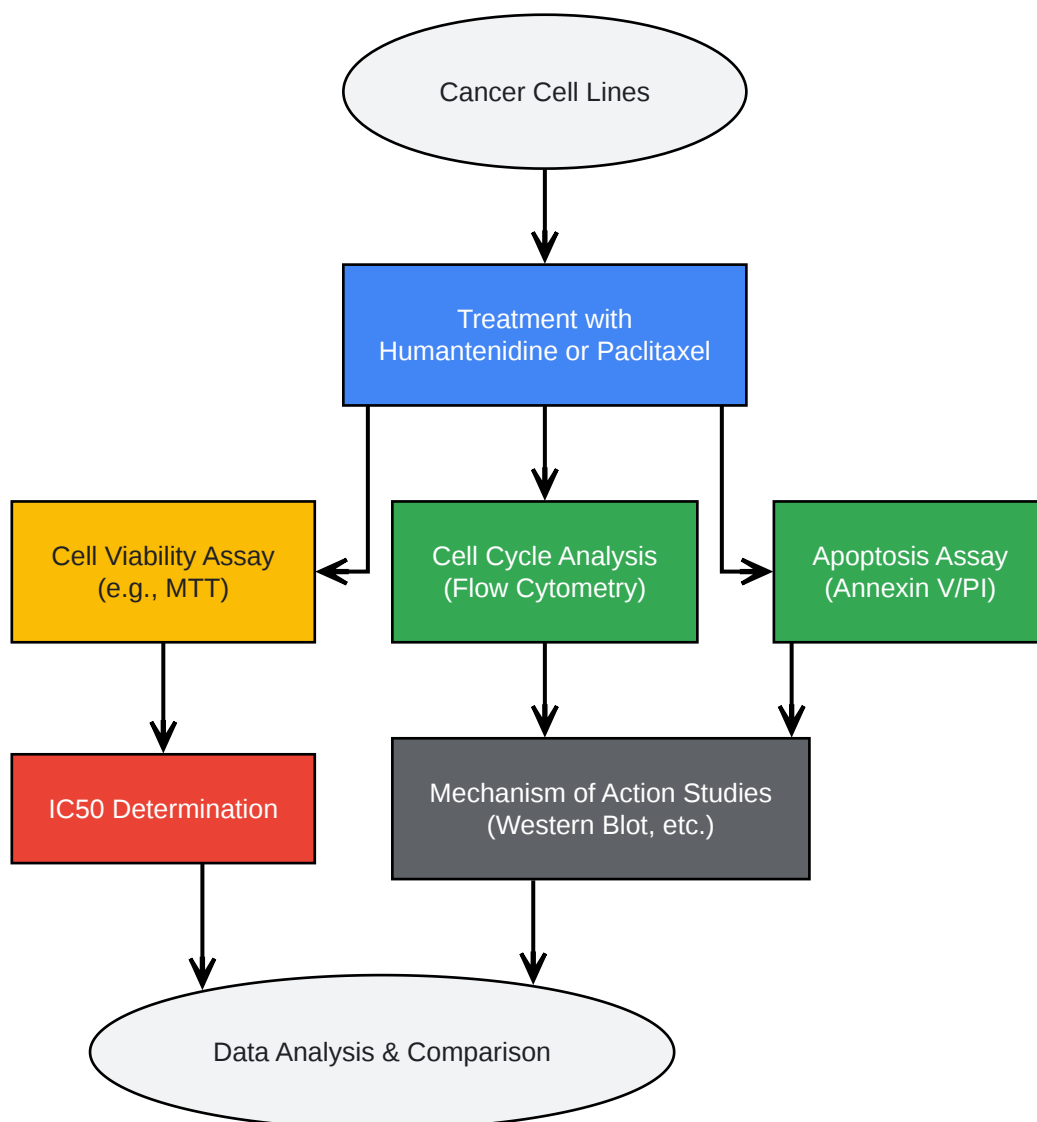 Cancer Cell Lines
Treatment with
Humantenidine or Paclitaxel
Cell Viability Assay
(e.g., MTT)
Cell Cycle Analysis
(Flow Cytometry)
Apoptosis Assay
(Annexin V/PI)
IC50 Determination
Mechanism of Action Studies
(Western Blot, etc.)
Data Analysis & Comparison